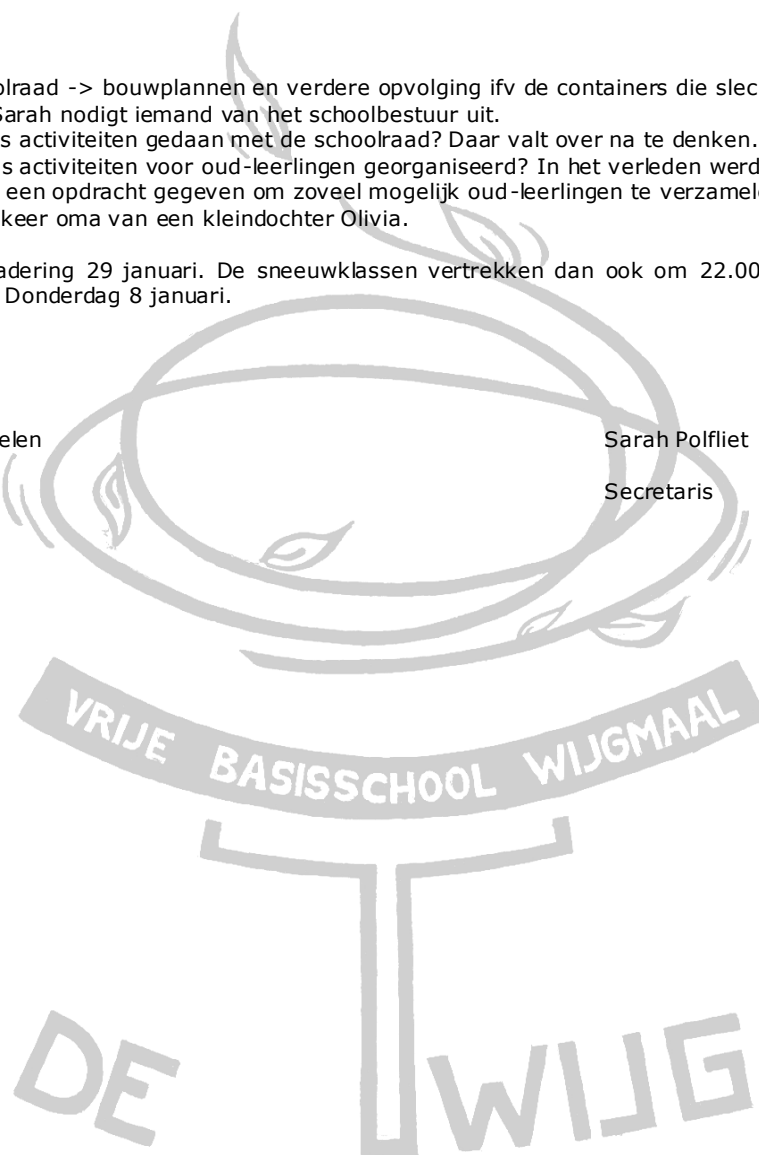 olraad -> bouwplannen en verdere opvolging ifv de containers die slec
Sarah nodigt iemand van het schoolbestuur uit.
s activiteiten gedaan met de schoolraad? Daar valt over na te denken.
s activiteiten voor oud-leerlingen georganiseerd? In het verleden werd
een opdracht gegeven om zoveel mogelijk oud-leerlingen te verzamel
keer oma van een kleindochter Olivia.
adering 29 januari. De sneeuwklassen vertrekken dan ook om 22.00
Donderdag 8 januari.
elen Sarah Polfliet
Secretaris
VRIJE BASISSCHOOL WIJGMAAL
DE WIJG